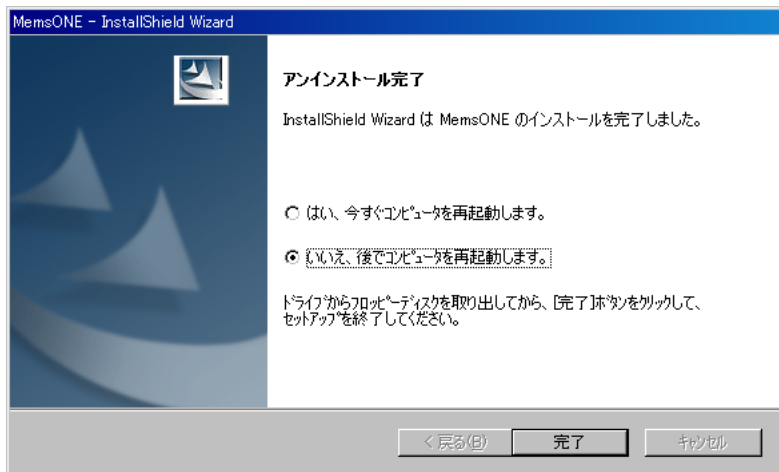 MemsONE - InstallShield Wizard
アンインストール完了
InstallShield Wizard は MemsONE のインストールを完了しました。
はい、今すぐコンピュータを再起動します。
いいえ、後でコンピュータを再起動します。
ドライブからフロッピーディスクを取り出してから、[完了]ボタンをクリックして、
セットアップを終了してください。
< 戻る(B)
完了
キャンセル